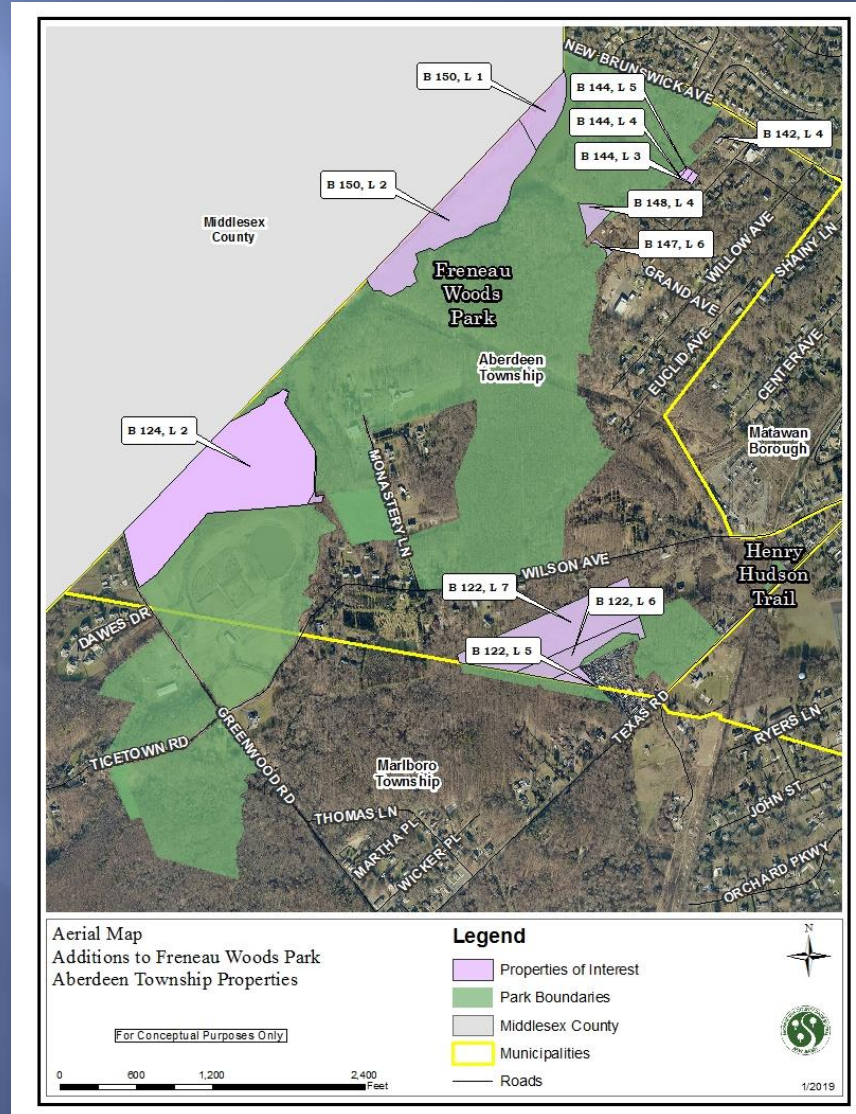 NEW BRUNSWICK AVE
B 150, L 1
B 144, L 5
B 144, L 4
B 142, L 4
B 144, L 3
B 150, L 2
B 148, L 4
Middlesex
County
B 147, L 6
WILLOW AVE
SHAINY LN
Freneau
Woods
Park
GRAND AVE
EUCLID AVE
CENTER AVE
Aberdeen
Township
B 124, L 2
Matawan
Borough
MONASTERY LN
WILSON AVE
Henry
Hudson
Trail
B 122, L 7
B 122, L 6
DAWES DR
B 122, L 5
TEXAS RD
RYERS LN
TICETOWN RD
GREENWOOD RD
Marlboro
Township
JOHN ST
THOMAS LN
MARTHA PL
WICKER PL
ORCHARD PKWY
Aerial Map
Additions to Freneau Woods Park
Aberdeen Township Properties
For Conceptual Purposes Only
0 600 1,200 2,400
Feet
Legend
Properties of Interest
Park Boundaries
Middlesex County
Municipalities
Roads
N
1/2019